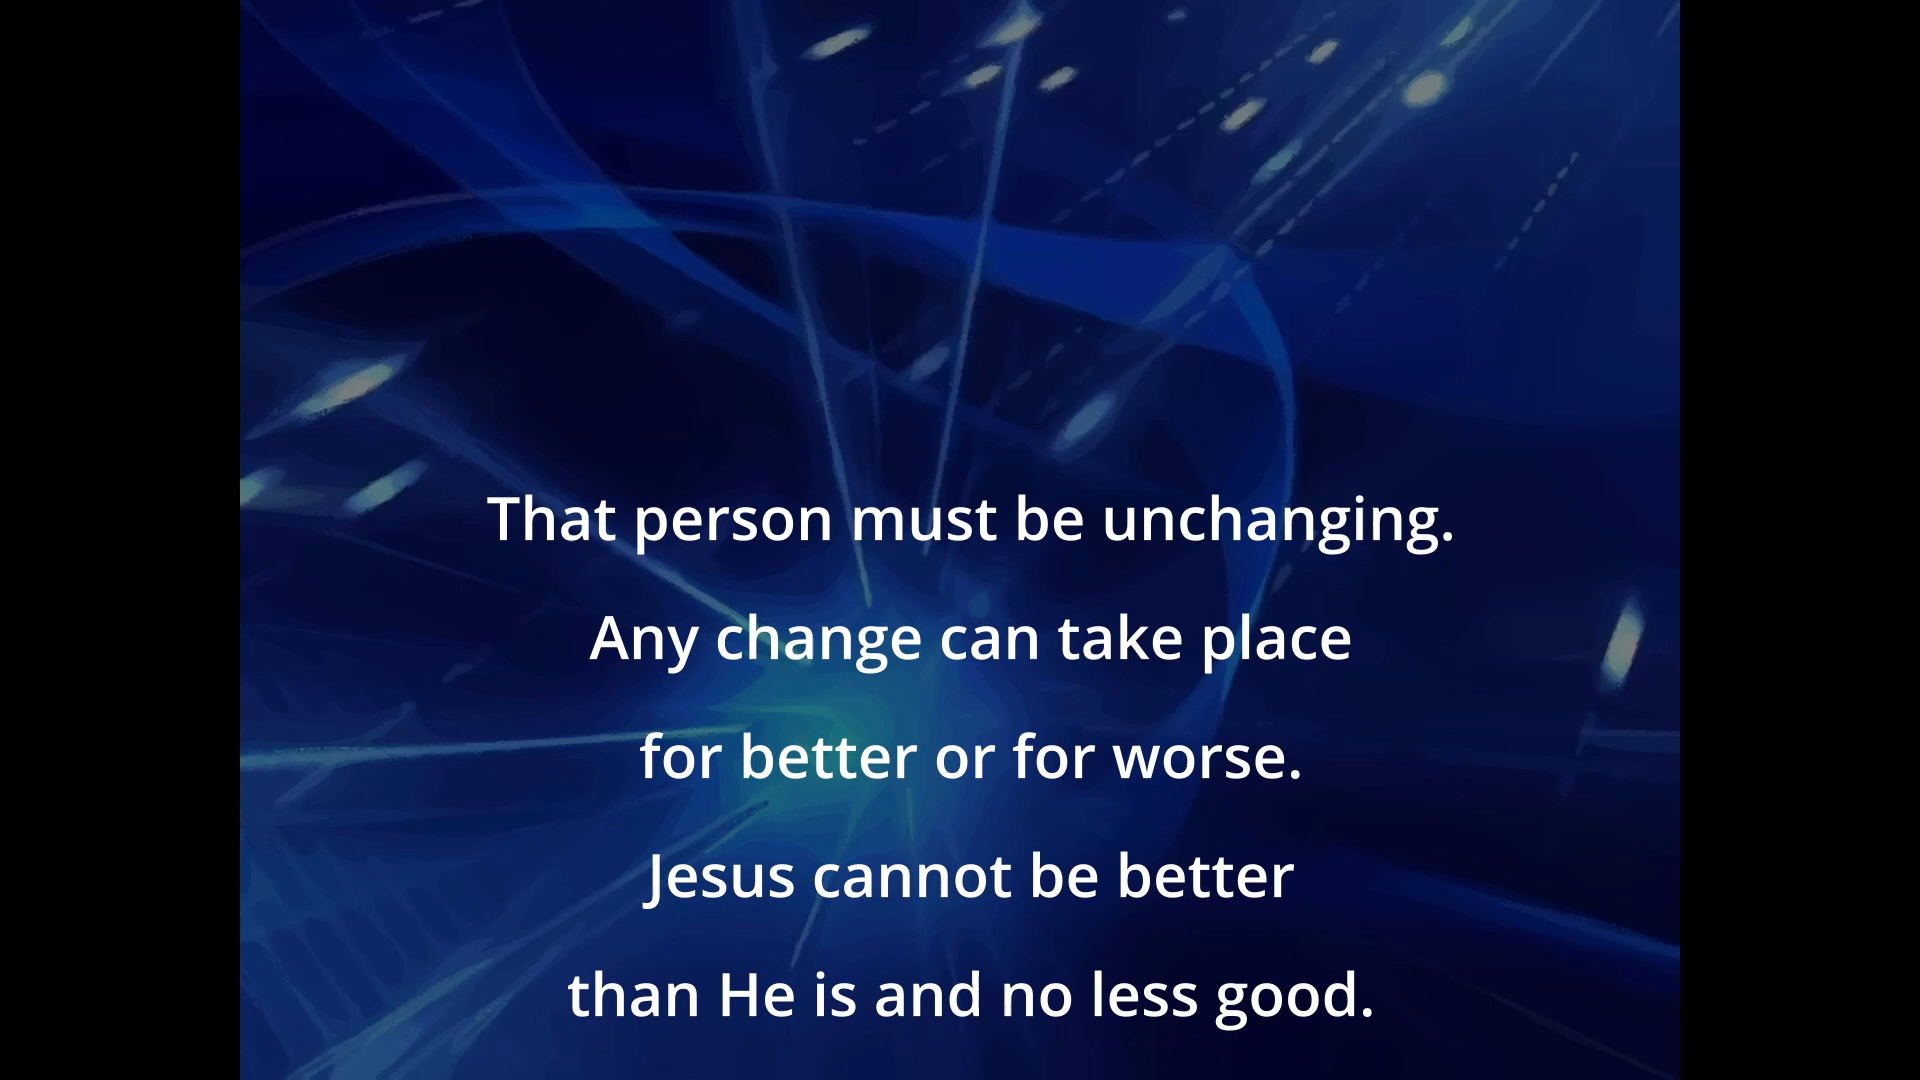 That person must be unchanging.
Any change can take place
for better or for worse.
Jesus cannot be better
than He is and no less good.